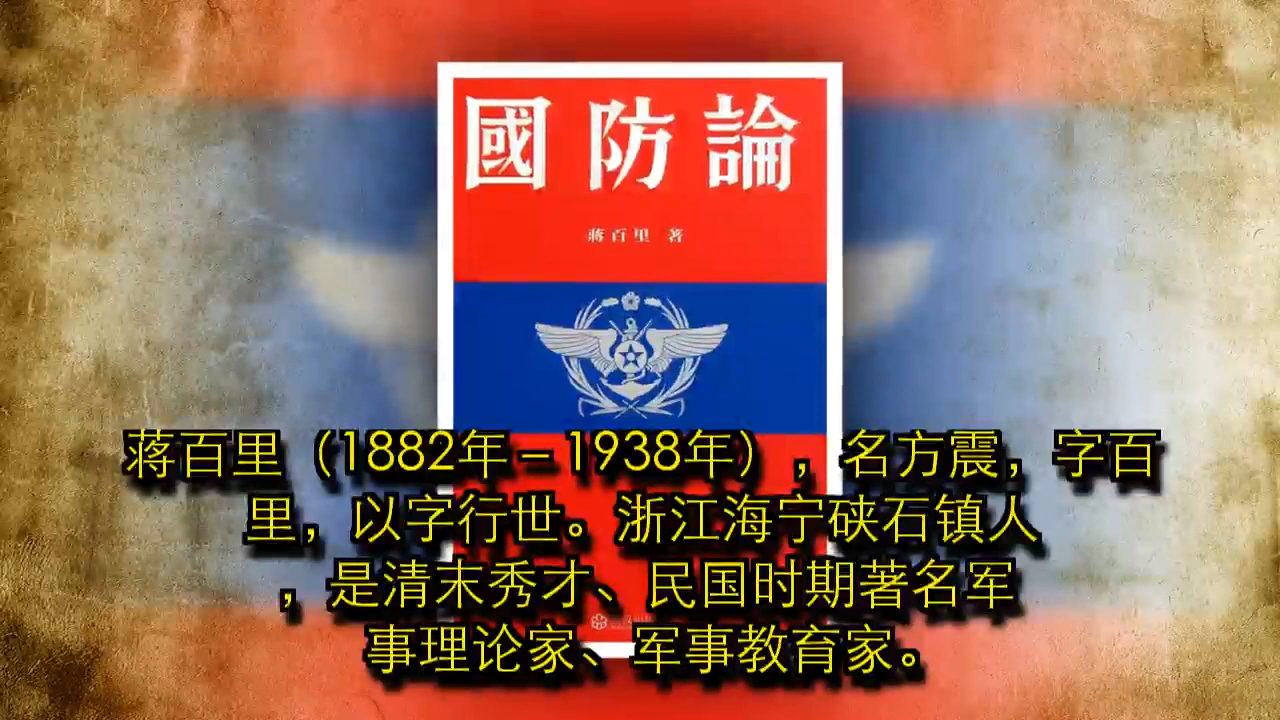 國防論
蔣百里 著
蒋百里（1882年–1938年），名方震，字百
里，以字行世。浙江海宁硖石镇人
，是清末秀才、民国时期著名军
事理论家、军事教育家。